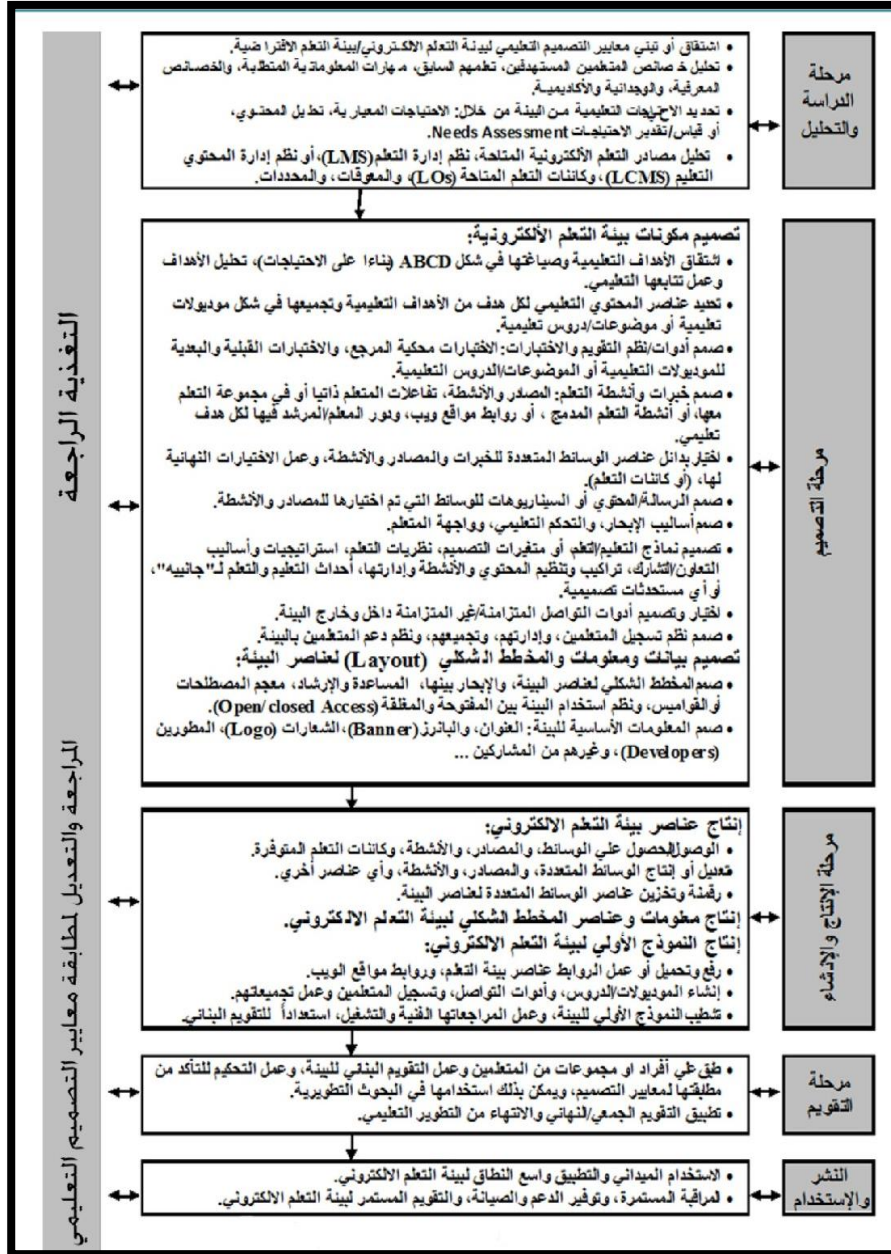 مرحلة
الدراسة
والتحليل
• اشتقاق أو تبني معايير التصميم التعليمي لبيئة التعلم الالكتروني/بيئة التعلم الافتراضية.
• تحليل خصائص المتعلمين المستهدفين، تعلمهم السابق، مهارات المعلوماتية المتطلبة، والخصائص
المعرفية، والوجدانية والأكاديمية.
• تحديد الاحتياجات التعليمية من البيئة من خلال: الاحتياجات المعيارية، تحليل المحتوي،
أو قياس/تقدير الاحتياجات Needs Assessment.
• تحليل مصادر التعلم الألكترونية المتاحة، نظم إدارة التعلم (LMS)، أو نظم إدارة المحتوي
التعليم (LCMS)، وكائنات التعلم المتاحة (LOs)، والمعوقات، والمحددات.
مرحلة التصميم
تصميم مكونات بيئة التعلم الألكترونية:
• اشتقاق الأهداف التعليمية وصياغتها في شكل ABCD (بناءا على الاحتياجات)، تحليل الأهداف
وعمل تتابعها التعليمي.
• تحديد عناصر المحتوي التعليمي لكل هدف من الأهداف التعليمية وتجميعها في شكل موديولات
تعليمية أو موضوعات/دروس تعليمية.
• صمم أدوات/نظم التقويم والاختبارات: الاختبارات محكية المرجع، والاختبارات القبلية والبعدية
للموديولات التعليمية أو الموضوعات/الدروس التعليمية.
• صمم خبرات وأنشطة التعلم: المصادر والأنشطة، تفاعلات المتعلم ذاتيا أو في مجموعة التعلم
معها، أو أنشطة التعلم المدمج ، أو روابط مواقع ويب، ودور المعلم/المرشد فيها لكل هدف
تعليمي.
• اختيار بدائل عناصر الوسائط المتعددة للخبرات والمصادر والأنشطة، وعمل الاختيارات النهائية
لها، (أو كائنات التعلم).
• صمم الرسالة/المحتوي أو السيناريوهات للوسائط التي تم اختيارها للمصادر والأنشطة.
• صمم أساليب الإبحار، والتحكم التعليمي، وواجهة المتعلم.
• تصميم نماذج التعليم/التعلم، أو متغيرات التصميم، نظريات التعلم، استراتيجيات وأساليب
التعاون/التشارك، تراكيب وتنظيم المحتوي والأنشطة وإدارتها، أحداث التعليم والتعلم لـ"جانييه"،
أو أي مستحدثات تصميمية.
• اختيار وتصميم أدوات التواصل المتزامنة/غير المتزامنة داخل وخارج البيئة.
• صمم نظم تسجيل المتعلمين، وإدارتهم، وتجميعهم، ونظم دعم المتعلمين بالبيئة.
تصميم بيانات ومعلومات والمخطط الشكلي (Layout) لعناصر البيئة:
• صمم المخطط الشكلي لعناصر البيئة، والإبحار بينها، المساعدة والإرشاد، معجم المصطلحات
أو القواميس، ونظم استخدام البيئة بين المفتوحة والمغلقة (Open/closed Access).
• صمم المعلومات الأساسية للبيئة: العنوان، والبانرز (Banner)، الشعارات (Logo)، المطورين
(Developers)، وغيرهم من المشاركين ...
مرحلة الإنتاج والإنشاء
إنتاج عناصر بيئة التعلم الالكتروني:
• الوصول/الحصول علي الوسائط، والمصادر، والأنشطة، وكائنات التعلم المتوفرة.
• تعديل أو إنتاج الوسائط المتعددة، والمصادر، والأنشطة، وأي عناصر أخري.
• رقمنة وتخزين عناصر الوسائط المتعددة لعناصر البيئة.
إنتاج معلومات وعناصر المخطط الشكلي لبيئة التعلم الالكتروني.
إنتاج النموذج الأولي لبيئة التعلم الالكتروني:
• رفع وتحميل أو عمل الروابط عناصر بيئة التعلم، وروابط مواقع الويب.
• إنشاء الموديولات/الدروس، وأدوات التواصل، وتسجيل المتعلمين وعمل تجميعاتهم.
• تشطيب النموذج الأولي للبيئة، وعمل المراجعاتها الفنية والتشغيل، استعداداً للتقويم البنائي.
مرحلة
التقويم
• طبق علي أفراد او مجموعات من المتعلمين وعمل التقويم البنائي للبيئة، وعمل التحكيم للتأكد من
مطابقتها لمعايير التصميم، ويمكن بذلك استخدامها في البحوث التطويرية.
• تطبيق التقويم الجمعي/النهائي والانتهاء من التطوير التعليمي.
النشر
والإستخدام
• الاستخدام الميداني والتطبيق واسع النطاق لبيئة التعلم الالكتروني.
• المراقبة المستمرة، وتوفير الدعم والصيانة، والتقويم المستمر لبيئة التعلم الالكتروني.
التغذية الراجعة
المراجعة والتعديل لمطابقة معايير التصميم التعليمي